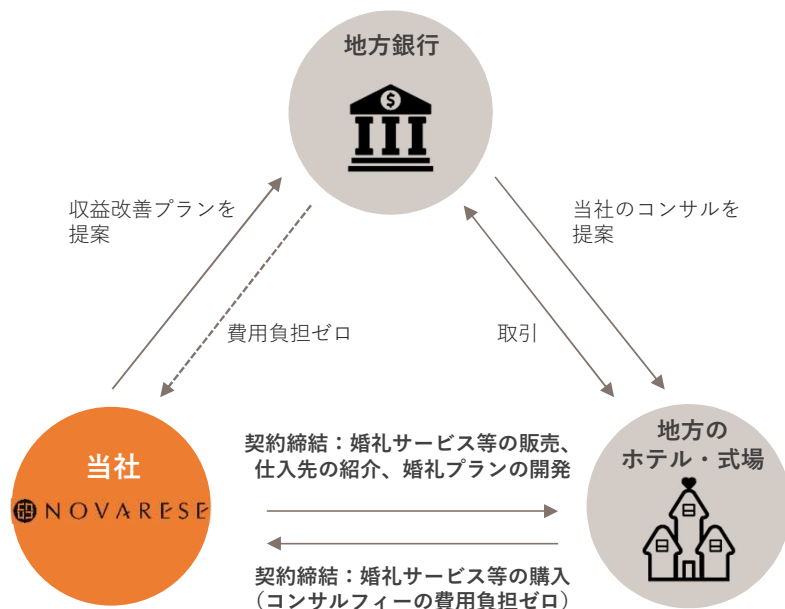 地方銀行
$
収益改善プランを
提案
当社のコンサルを
提案
費用負担ゼロ
取引
当社
NOVARESE
契約締結：婚礼サービス等の販売、
仕入先の紹介、婚礼プランの開発
地方の
ホテル・式場
契約締結：婚礼サービス等の購入
（コンサルフィーの費用負担ゼロ）